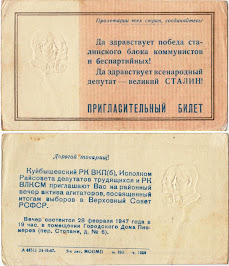 Пролетарии всех стран, соединяйтесь!
Да здравствует победа ста-
линского блока коммунистов
и беспартийных!
Да здравствует всенародный
депутат — великий СТАЛИН!
ПРИГЛАСИТЕЛЬНЫЙ БИЛЕТ
Дорогой товарищ!
Куйбышевский РК ВКП(б), Исполком
Райсовета депутатов трудящихся и РК
ВЛКСМ приглашают Вас на районный
вечер актива агитаторов, посвященный
итогам выборов в Верховный Совет
РСФСР.
Вечер состоится 28 февраля 1947 года в
19 час. в помещении Городского Дома Пио-
неров (пер. Стопани, д. № 6).